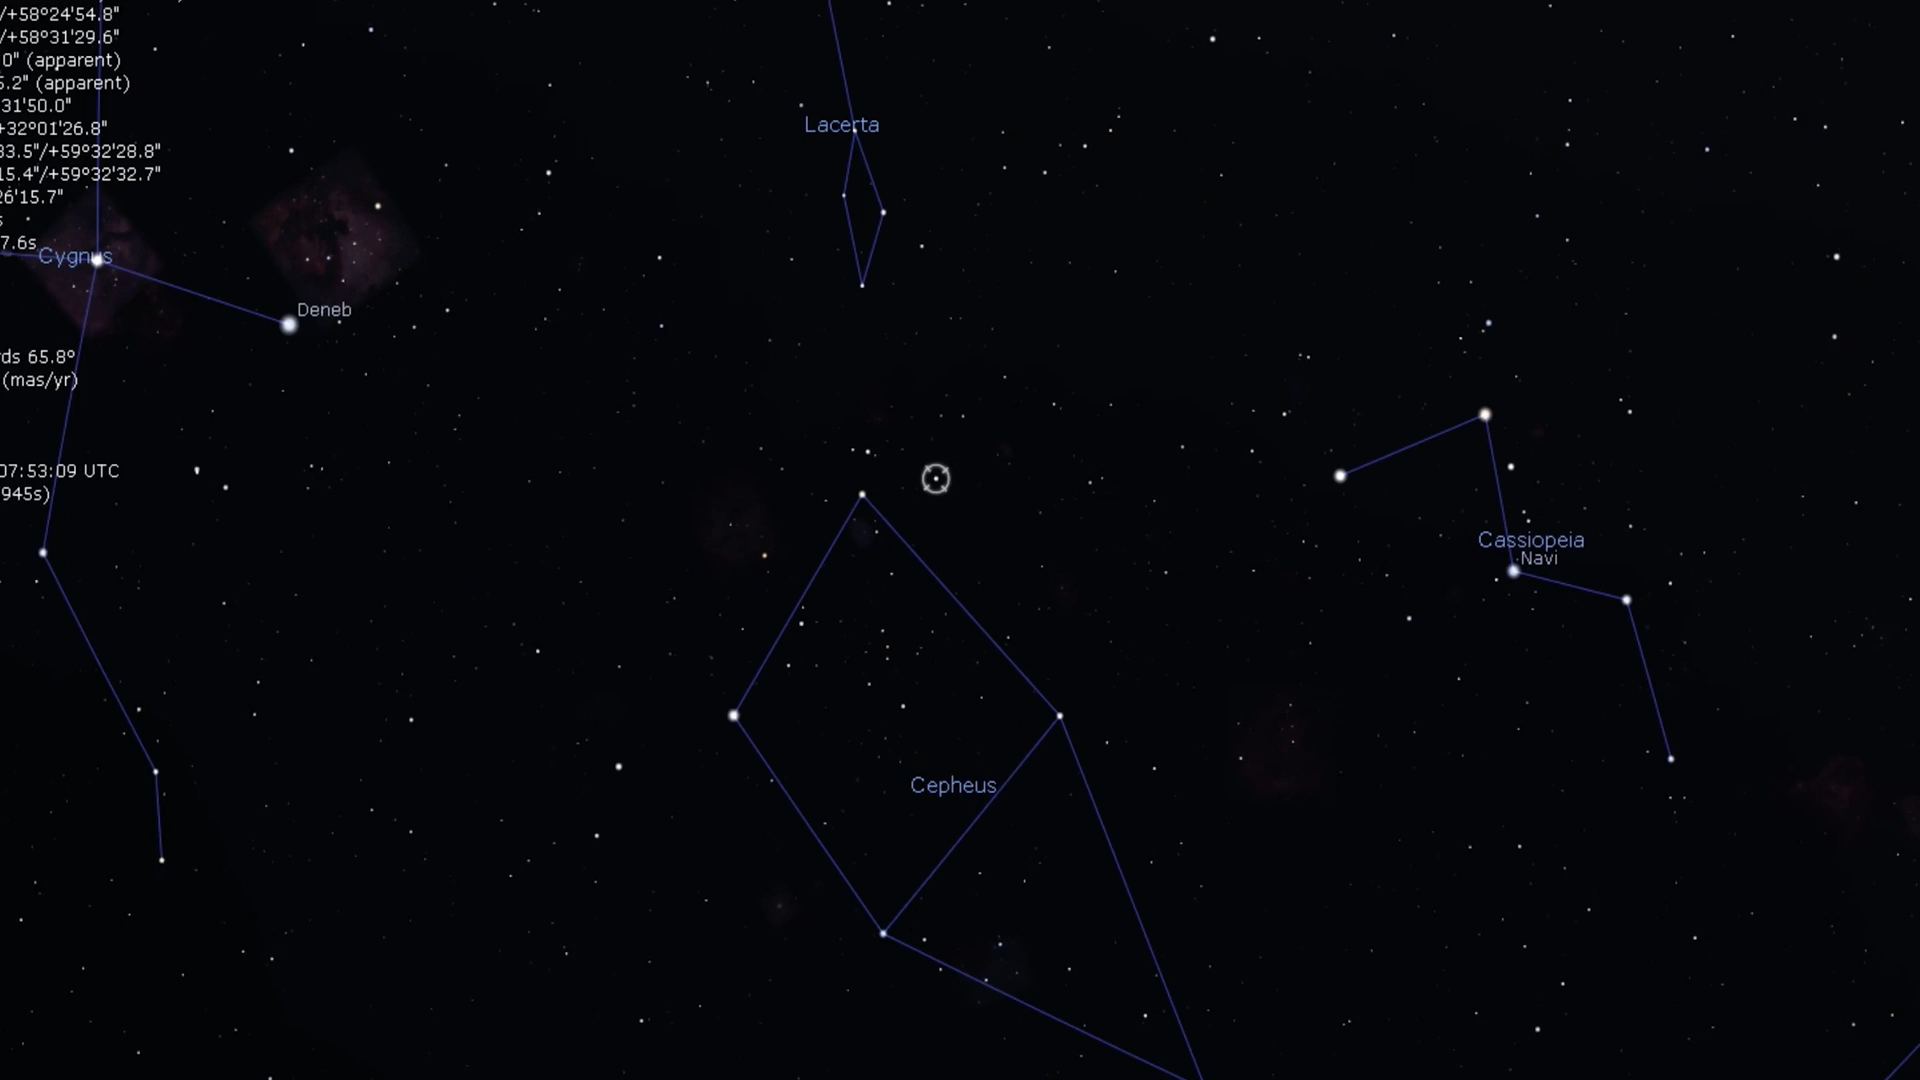 /+58°24'54.8"
/+58°31'29.6"
0" (apparent)
5.2" (apparent)
31'50.0"
+32°01'26.8"
33.5"/+59°32'28.8"
15.4"/+59°32'32.7"
26'15.7"
s
7.6s
rds 65.8°
(mas/yr)
07:53:09 UTC
945s)
Lacerta
Cygnus
Deneb
Cassiopeia
Navi
Cepheus